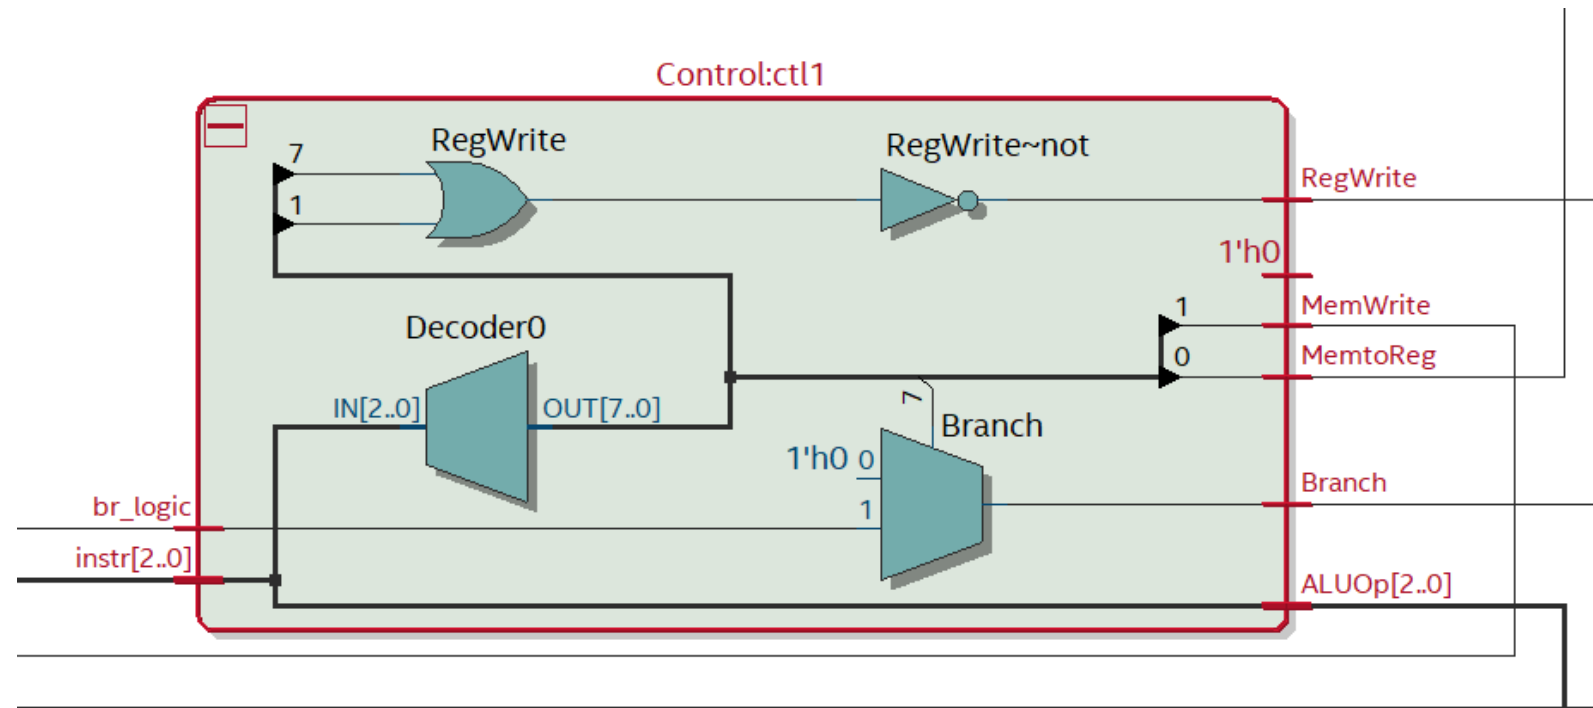 Control:ctl1
RegWrite
RegWrite~not
7
1
RegWrite
1'h0
MemWrite
1
MemtoReg
0
Decoder0
IN[2..0]
OUT[7..0]
7
Branch
1'h0 0
1
Branch
br_logic
instr[2..0]
ALUOp[2..0]